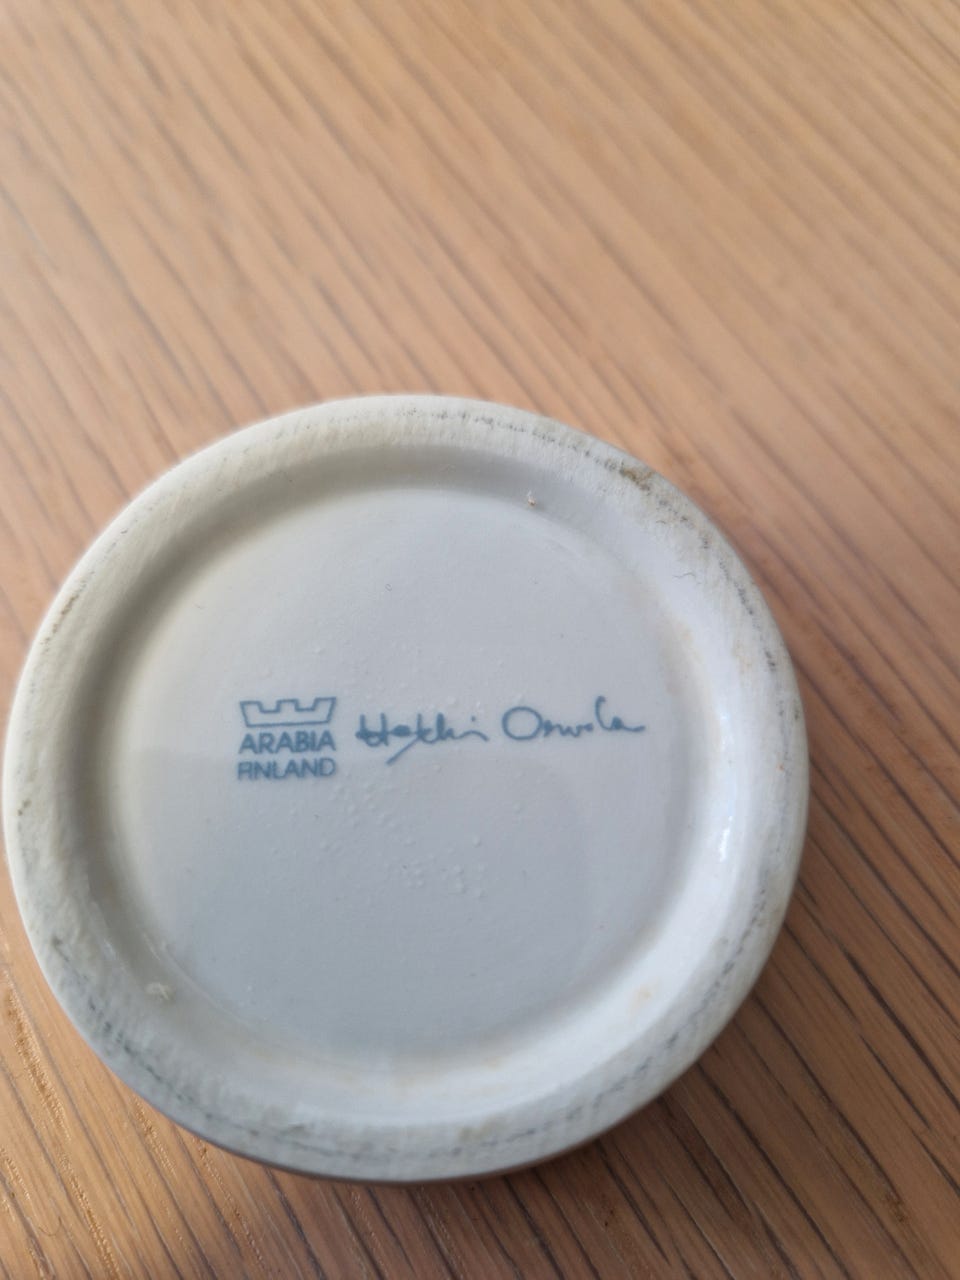 ARABIA
FINLAND
Heikki Orvola